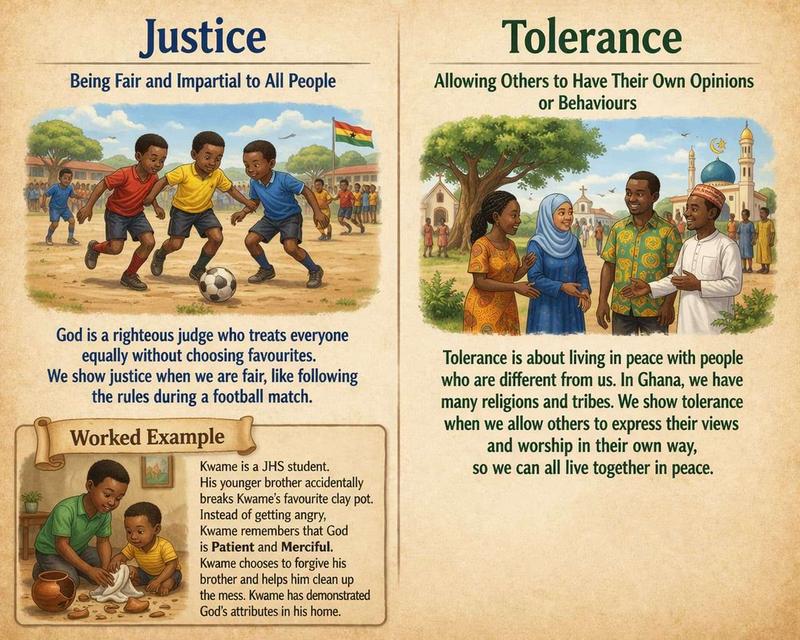 Justice
Being Fair and Impartial to All People
God is a righteous judge who treats everyone
equally without choosing favourites.
We show justice when we are fair, like following
the rules during a football match.
Worked Example
Kwame is a JHS student.
His younger brother accidentally
breaks Kwame's favourite clay pot.
Instead of getting angry,
Kwame remembers that God
is Patient and Merciful.
Kwame chooses to forgive his
brother and helps him clean up
the mess. Kwame has demonstrated
God's attributes in his home.
Tolerance
Allowing Others to Have Their Own Opinions
or Behaviours
Tolerance is about living in peace with people
who are different from us. In Ghana, we have
many religions and tribes. We show tolerance
when we allow others to express their views
and worship in their own way,
so we can all live together in peace.